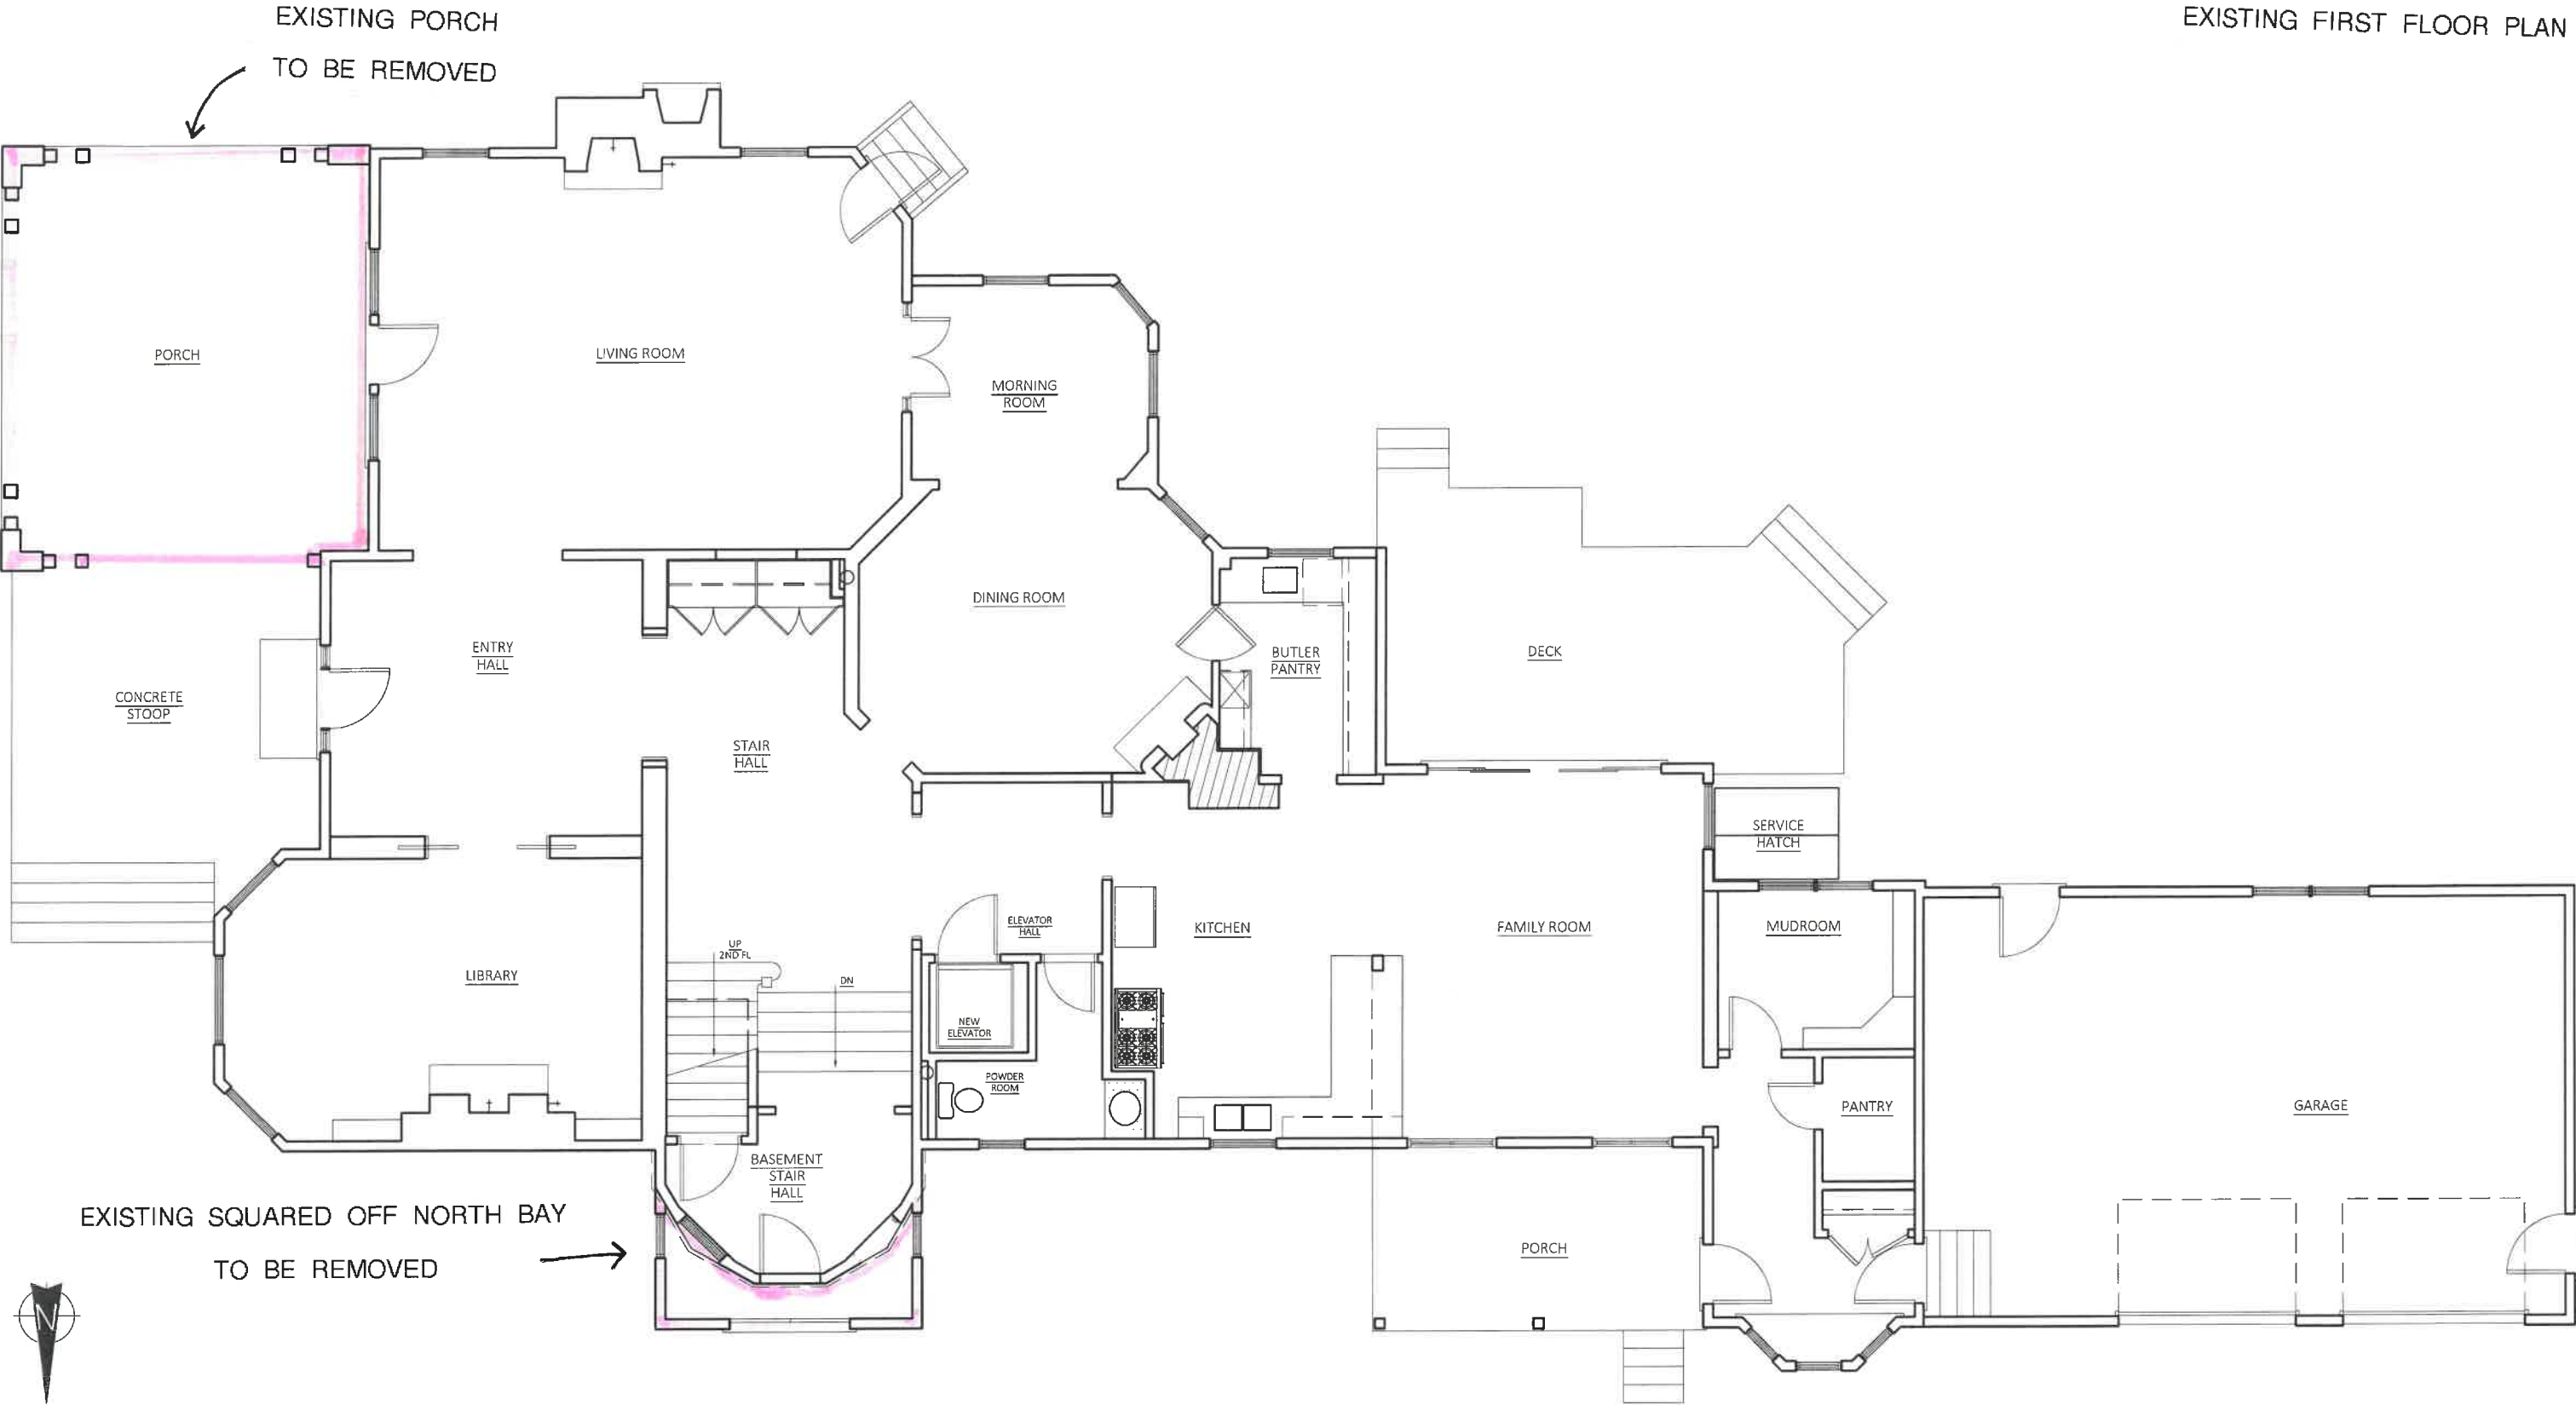 EXISTING PORCH
TO BE REMOVED
EXISTING FIRST FLOOR PLAN
PORCH
LIVING ROOM
MORNING
ROOM
DINING ROOM
ENTRY
HALL
BUTLER
PANTRY
DECK
CONCRETE
STOOP
STAIR
HALL
SERVICE
HATCH
ELEVATOR
HALL
KITCHEN
FAMILY ROOM
MUDROOM
UP
2ND FL
LIBRARY
DN
NEW
ELEVATOR
POWDER
ROOM
PANTRY
GARAGE
BASEMENT
STAIR
HALL
EXISTING SQUARED OFF NORTH BAY
TO BE REMOVED
PORCH
N